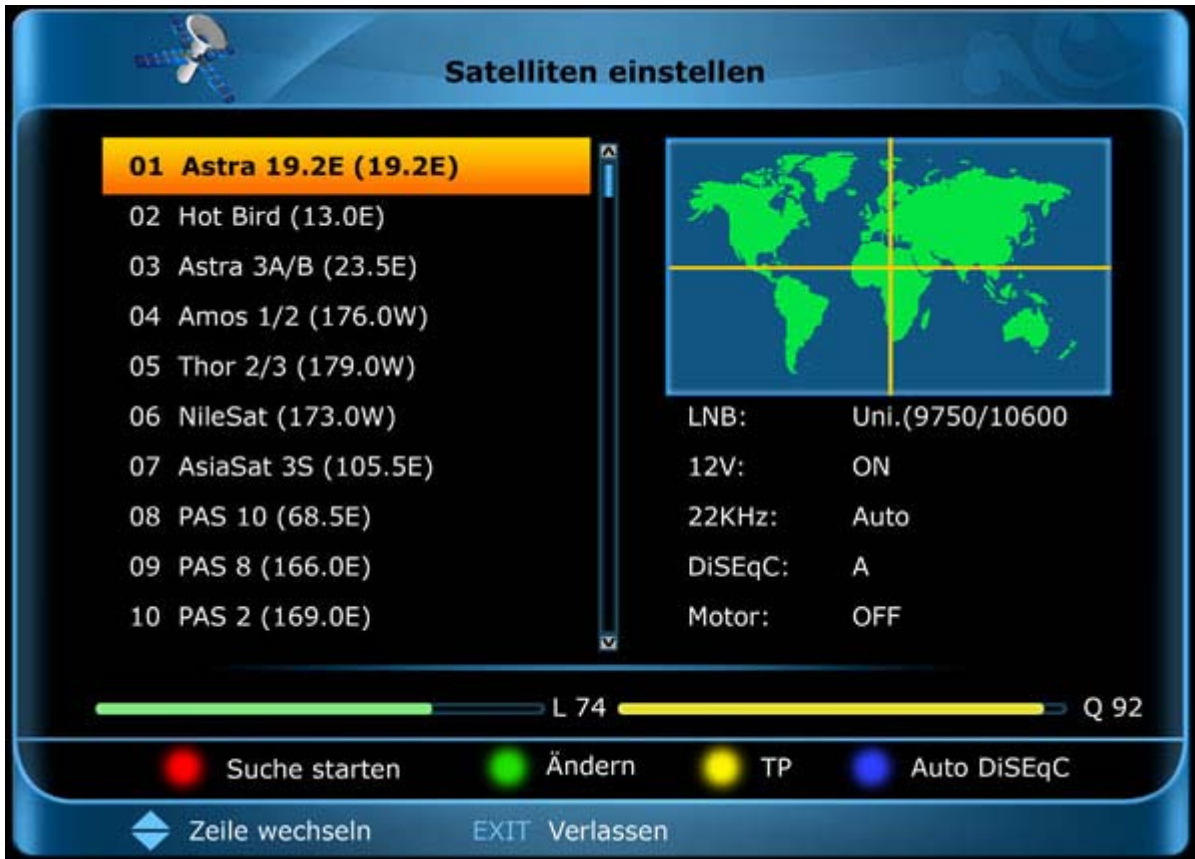 Satelliten einstellen
01 Astra 19.2E (19.2E)
02 Hot Bird (13.0E)
03 Astra 3A/B (23.5E)
04 Amos 1/2 (176.0W)
05 Thor 2/3 (179.0W)
06 NileSat (173.0W)
07 AsiaSat 3S (105.5E)
08 PAS 10 (68.5E)
09 PAS 8 (166.0E)
10 PAS 2 (169.0E)
LNB: Uni.(9750/10600
12V: ON
22KHz: Auto
DiSEqC: A
Motor: OFF
L 74 Q 92
Suche starten Ändern TP Auto DiSEqC
Zeile wechseln EXIT Verlassen